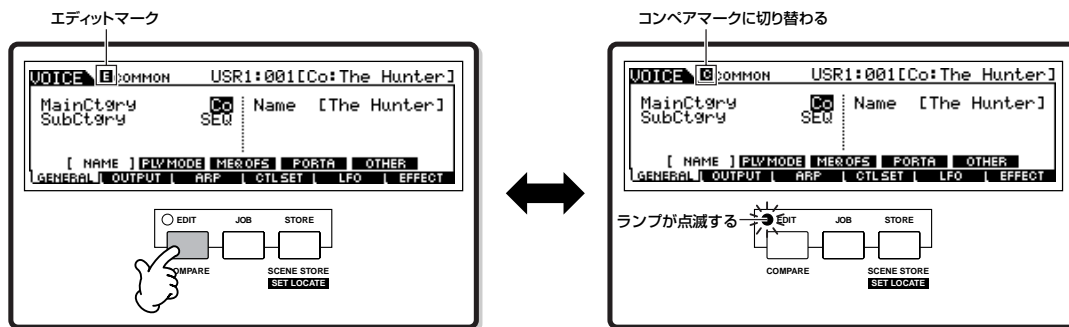 エディットマーク
VOICE E COMMON USR1:001[Co:The Hunter]
MainCtgry Co Name [The Hunter]
SubCtgry SEQ
[ NAME ] PLYMODE MEQOFS PORTA OTHER
GENERAL OUTPUT ARP CTLSET LFO EFFECT
EDIT JOB STORE
OMPARE SCENE STORE
SET LOCATE
コンペアマークに切り替わる
VOICE C COMMON USR1:001[Co:The Hunter]
MainCtgry Co Name [The Hunter]
SubCtgry SEQ
[ NAME ] PLYMODE MEQOFS PORTA OTHER
GENERAL OUTPUT ARP CTLSET LFO EFFECT
ランプが点滅する EDIT JOB STORE
COMPARE SCENE STORE
SET LOCATE